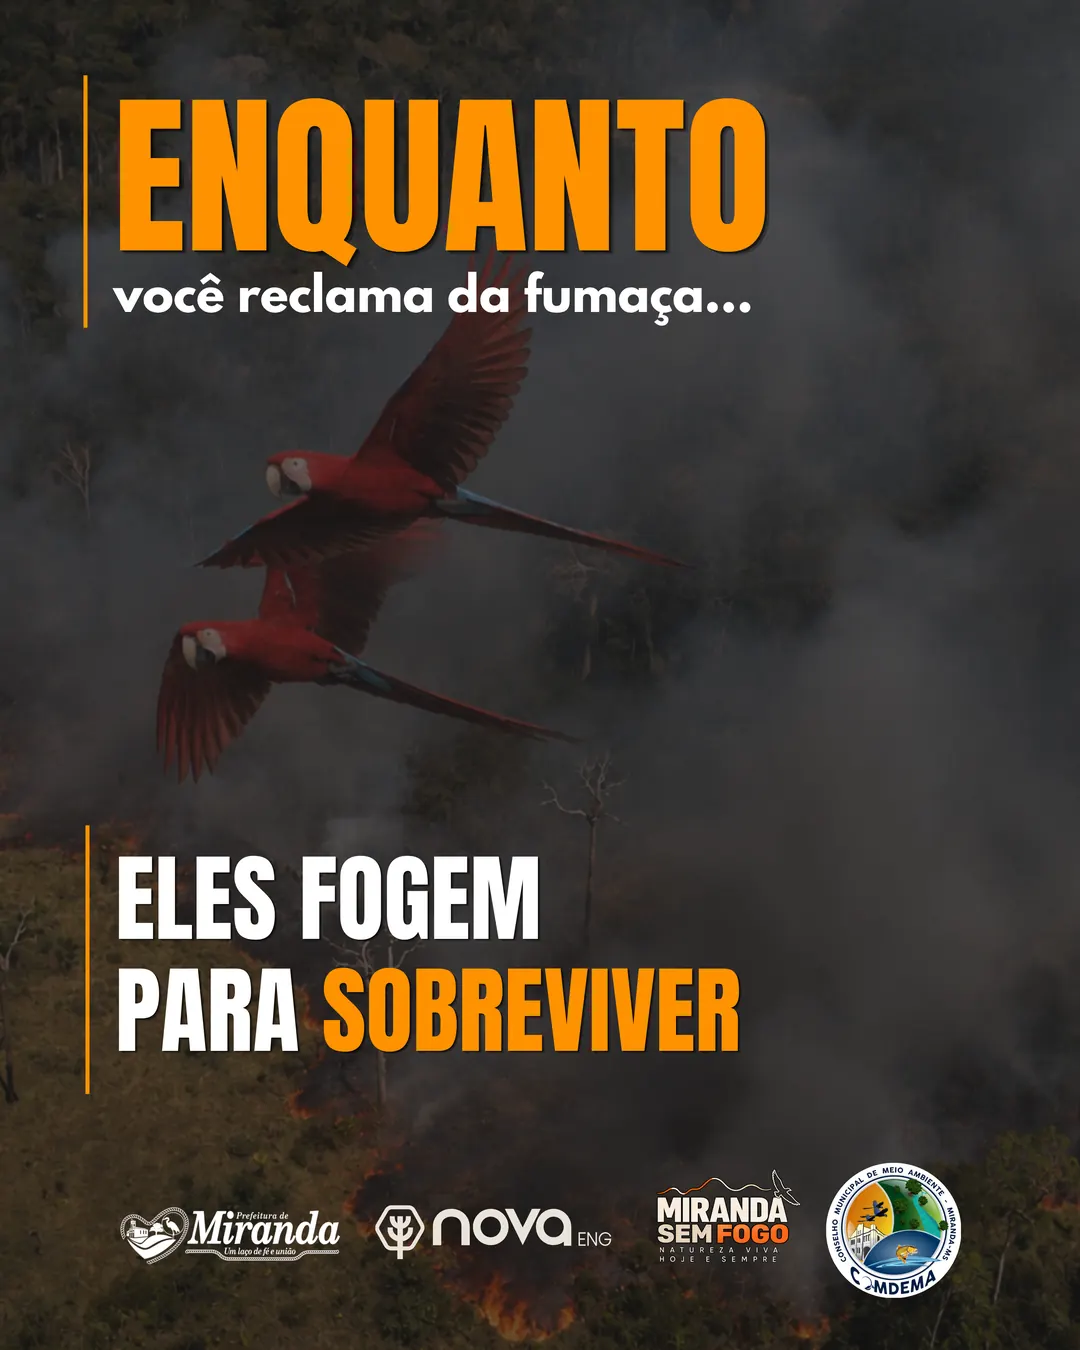 ENQUANTO
você reclama da fumaça...
ELES FOGEM
PARA SOBREVIVER
Prefeitura de
Miranda
Um laço de fé e união
nova ENG
MIRANDA
SEM FOGO
NATUREZA VIVA
HOJE E SEMPRE
CONSELHO MUNICIPAL DE MEIO AMBIENTE - MIRANDA-MS
COMDEMA